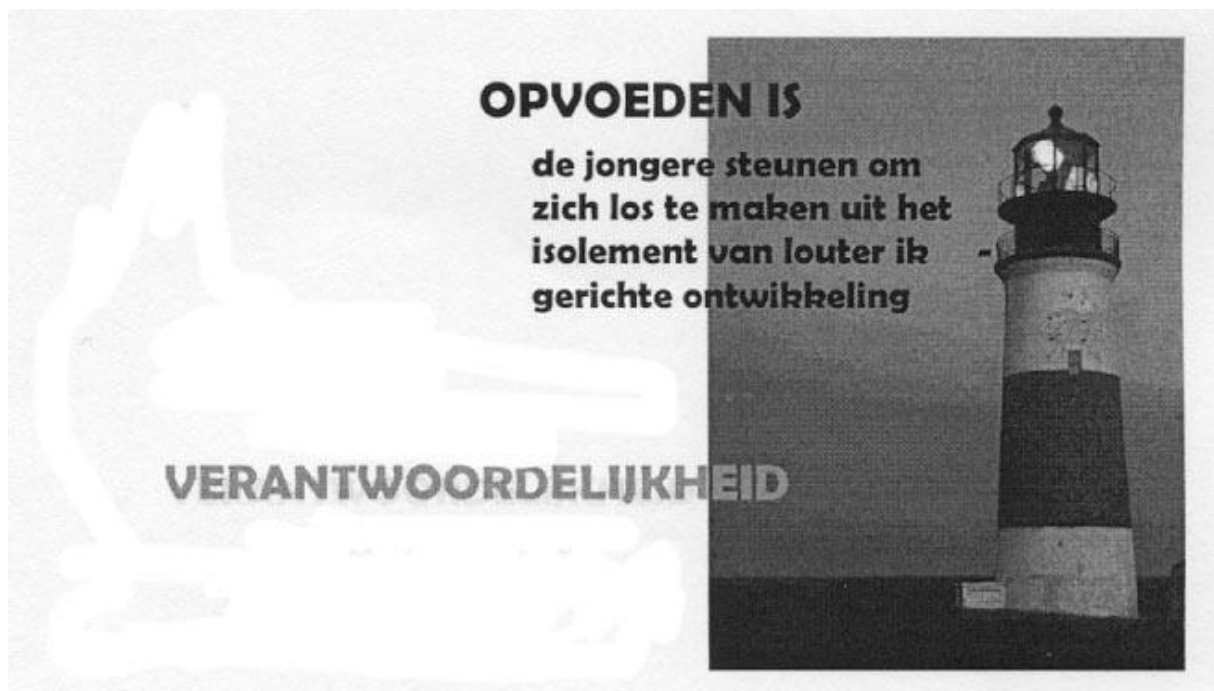 OPVOEDEN IS
de jongere steunen om
zich los te maken uit het
isolement van louter ik -
gerichte ontwikkeling
VERANTWOORDELIJKHEID